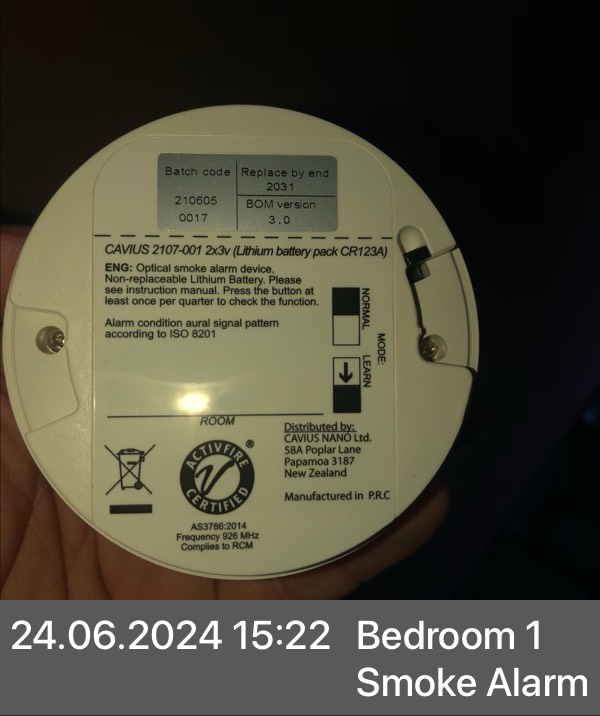 Batch code
210605
0017
Replace by end
2031
BOM version
3.0
CAVIUS 2107-001 2x3v (Lithium battery pack CR123A)
ENG: Optical smoke alarm device.
Non-replaceable Lithium Battery. Please
see instruction manual. Press the button at
least once per quarter to check the function.
Alarm condition aural signal pattern
according to ISO 8201
NORMAL
MODE:
LEARN
ROOM
ACTIVFIRE®
CERTIFIED
AS3786:2014
Frequency 926 MHz
Complies to RCM
Distributed by:
CAVIUS NANO Ltd.
58A Poplar Lane
Papamoa 3187
New Zealand
Manufactured in P.R.C
24.06.2024 15:22
Bedroom 1
Smoke Alarm